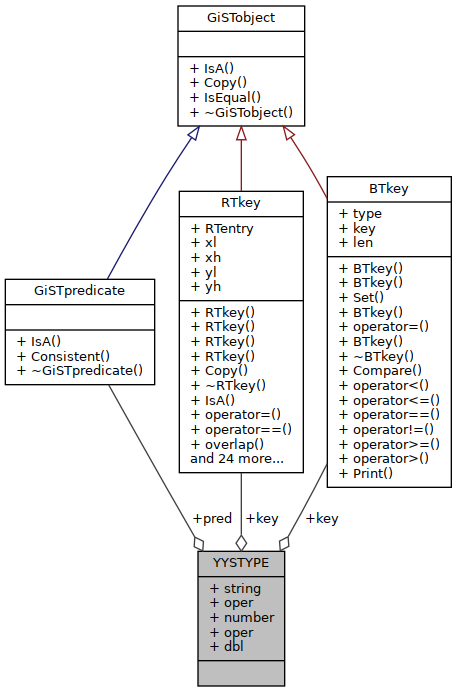 GiSTobject
+ IsA()
+ Copy()
+ IsEqual()
+ ~GiSTobject()
RTkey
+ RTentry
+ xl
+ xh
+ yl
+ yh
+ RTkey()
+ RTkey()
+ RTkey()
+ RTkey()
+ Copy()
+ ~RTkey()
+ IsA()
+ operator=()
+ operator==()
+ overlap()
and 24 more...
BTkey
+ type
+ key
+ len
+ BTkey()
+ BTkey()
+ Set()
+ BTkey()
+ operator=()
+ BTkey()
+ ~BTkey()
+ Compare()
+ operator<()
+ operator<=()
+ operator==()
+ operator!=()
+ operator>=()
+ operator>()
+ Print()
GiSTpredicate
+ IsA()
+ Consistent()
+ ~GiSTpredicate()
+pred
+key
+key
YYSTYPE
+ string
+ oper
+ number
+ oper
+ dbl